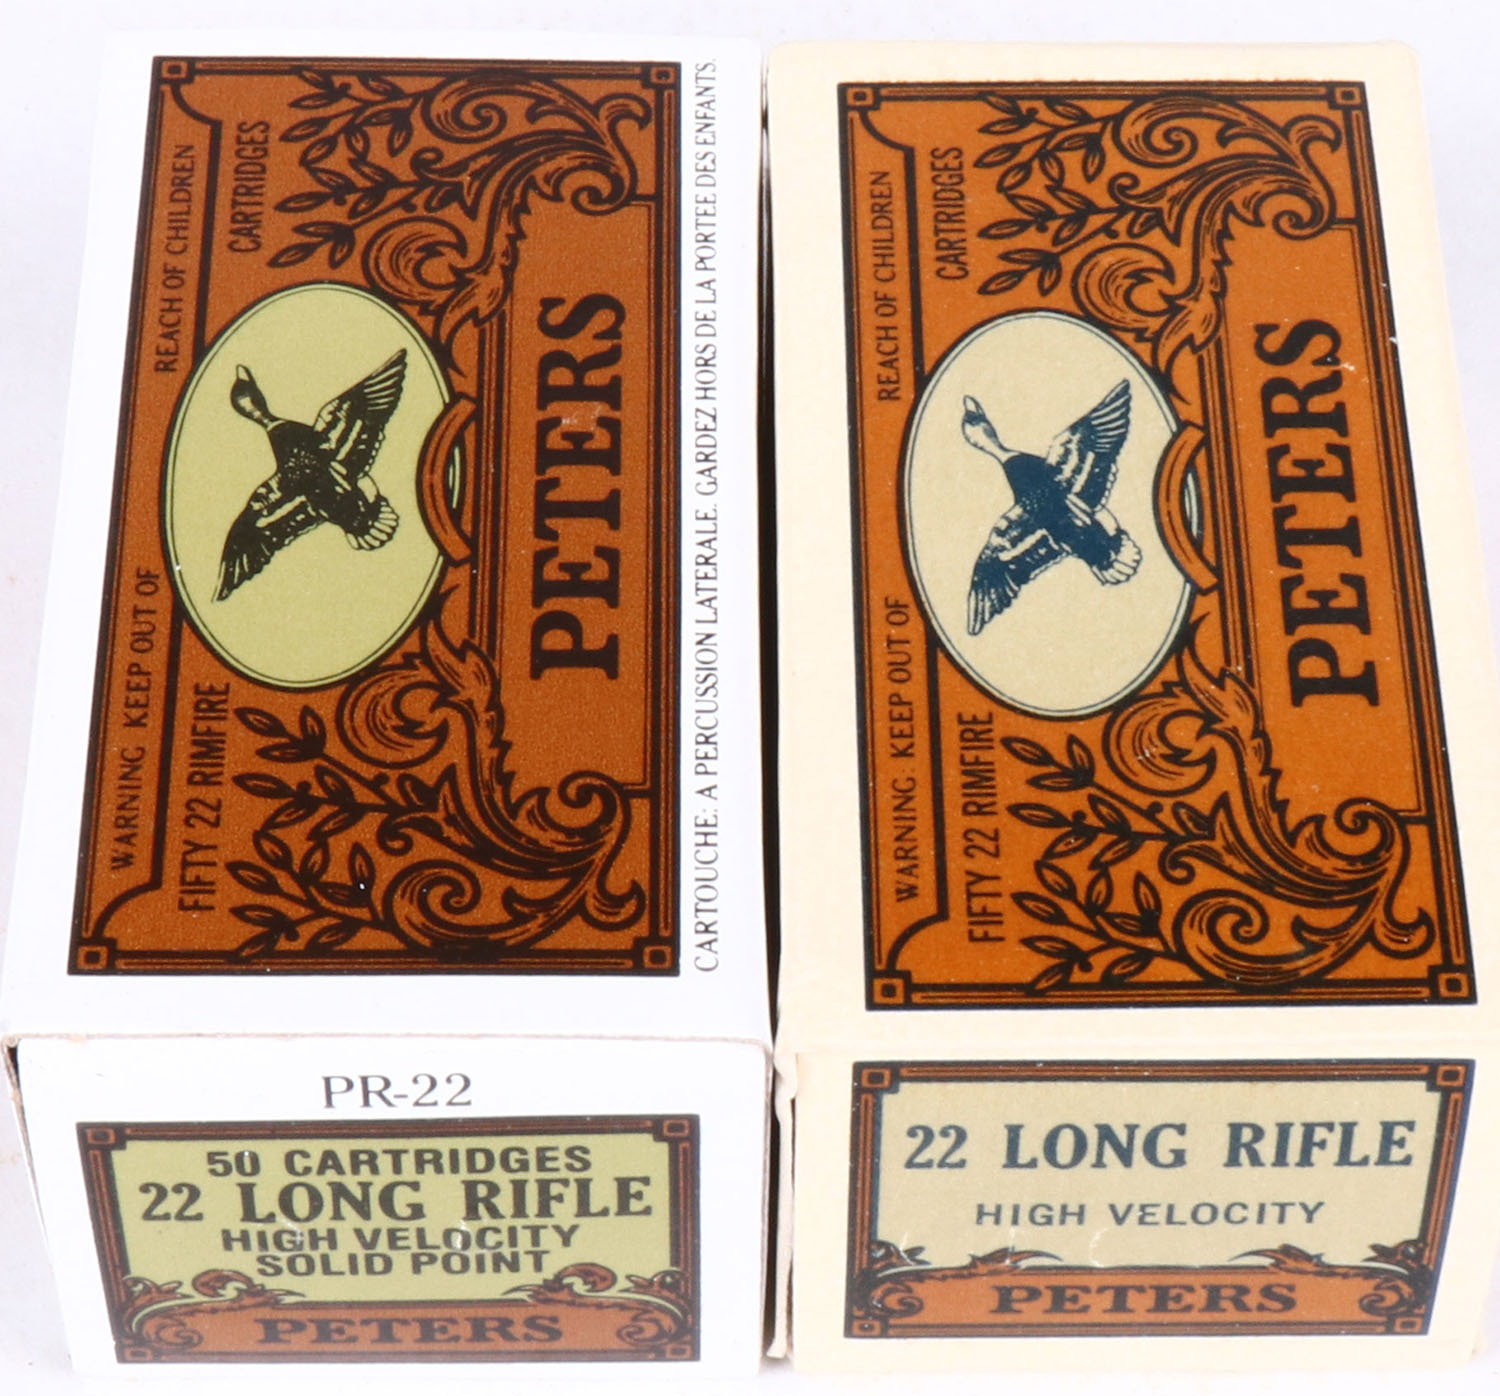 WARNING: KEEP OUT OF REACH OF CHILDREN
FIFTY 22 RIMFIRE CARTRIDGES
PETERS
CARTOUCHE: A PERCUSSION LATERALE. GARDEZ HORS DE LA PORTEE DES ENFANTS.
PR-22
50 CARTRIDGES
22 LONG RIFLE
HIGH VELOCITY
SOLID POINT
PETERS
WARNING: KEEP OUT OF REACH OF CHILDREN
FIFTY 22 RIMFIRE CARTRIDGES
PETERS
22 LONG RIFLE
HIGH VELOCITY
PETERS